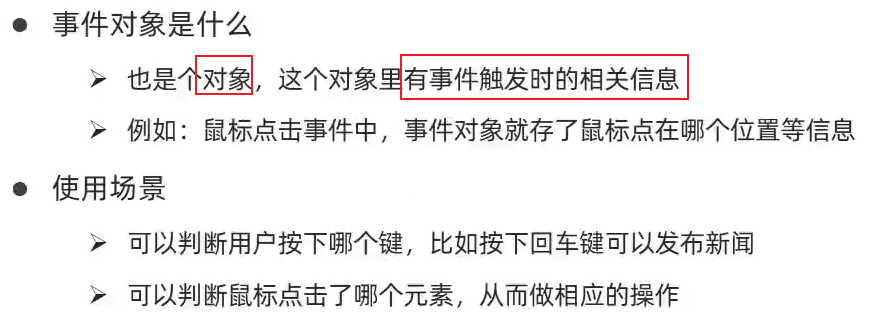 事件对象是什么
也是个对象，这个对象里有事件触发时的相关信息
例如：鼠标点击事件中，事件对象就存了鼠标点在哪个位置等信息
使用场景
可以判断用户按下哪个键，比如按下回车键可以发布新闻
可以判断鼠标点击了哪个元素，从而做相应的操作